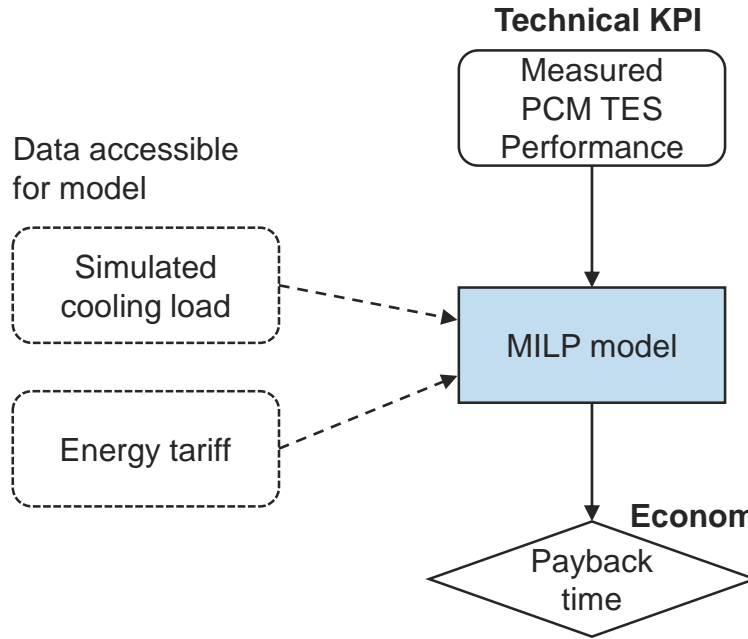 Technical KPI
Measured
PCM TES
Performance
Data accessible
for model
Simulated
cooling load
MILP model
Energy tariff
Econom
Payback
time